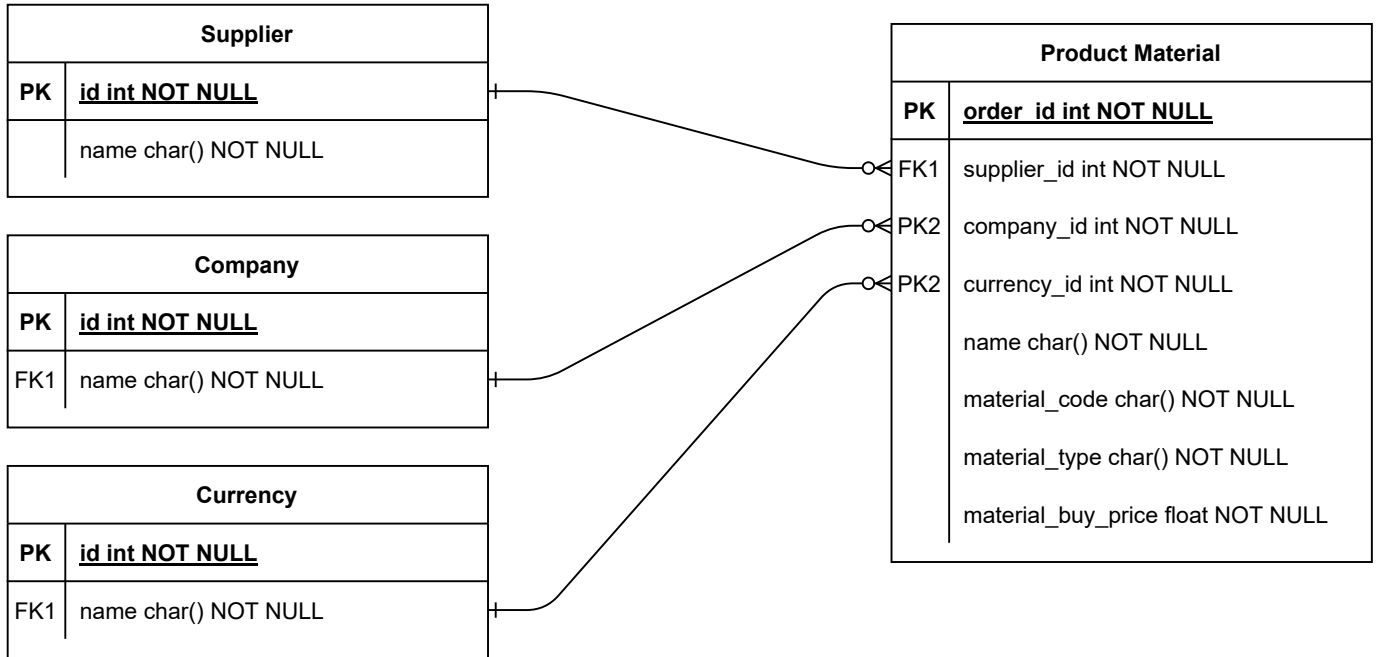 Supplier
PK id int NOT NULL
name char() NOT NULL
Company
PK id int NOT NULL
FK1 name char() NOT NULL
Currency
PK id int NOT NULL
FK1 name char() NOT NULL
Product Material
PK order_id int NOT NULL
FK1 supplier_id int NOT NULL
PK2 company_id int NOT NULL
PK2 currency_id int NOT NULL
name char() NOT NULL
material_code char() NOT NULL
material_type char() NOT NULL
material_buy_price float NOT NULL